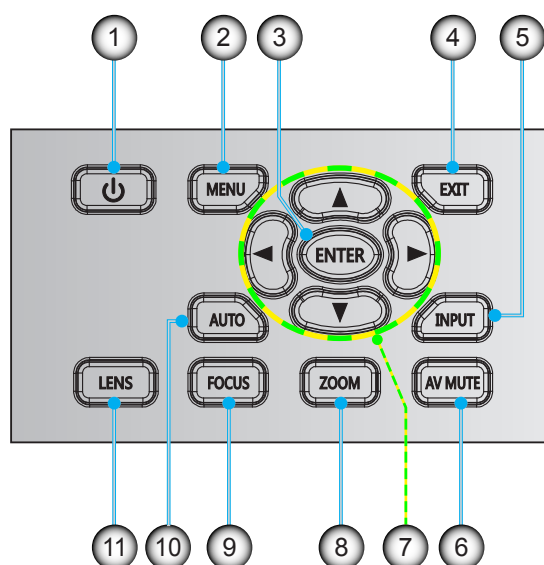 1 2 3 4 5
MENU EXIT
ENTER
AUTO INPUT
LENS FOCUS ZOOM AV MUTE
11 10 9 8 7 6